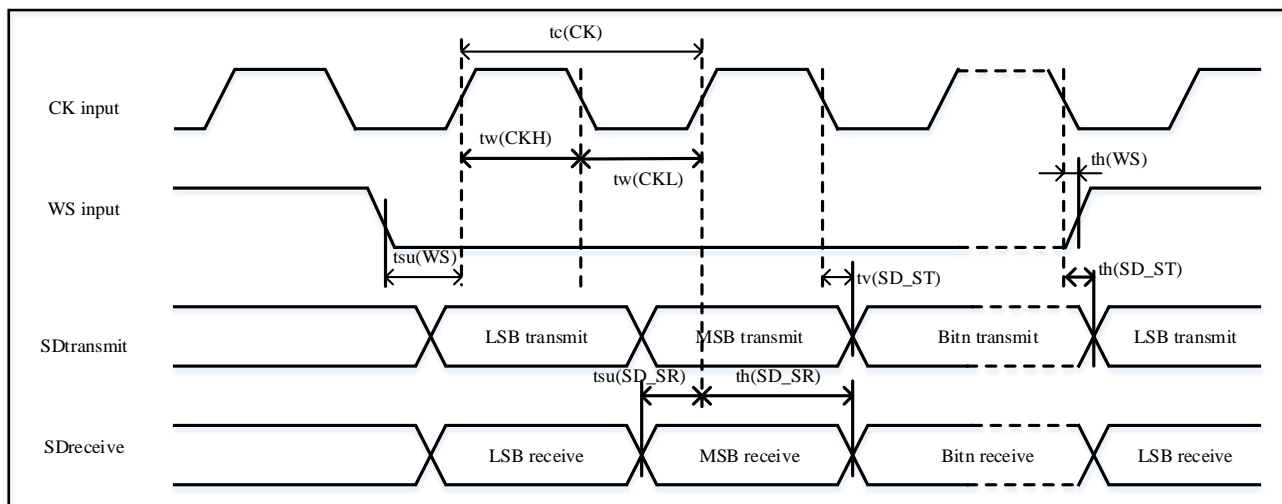 tc(CK)
CK input
tw(CKH)
tw(CKL)
th(WS)
WS input
tsu(WS)
tv(SD_ST)
th(SD_ST)
SDtransmit
LSB transmit
MSB transmit
Bitn transmit
LSB transmit
tsu(SD_SR)
th(SD_SR)
SDreceive
LSB receive
MSB receive
Bitn receive
LSB receive